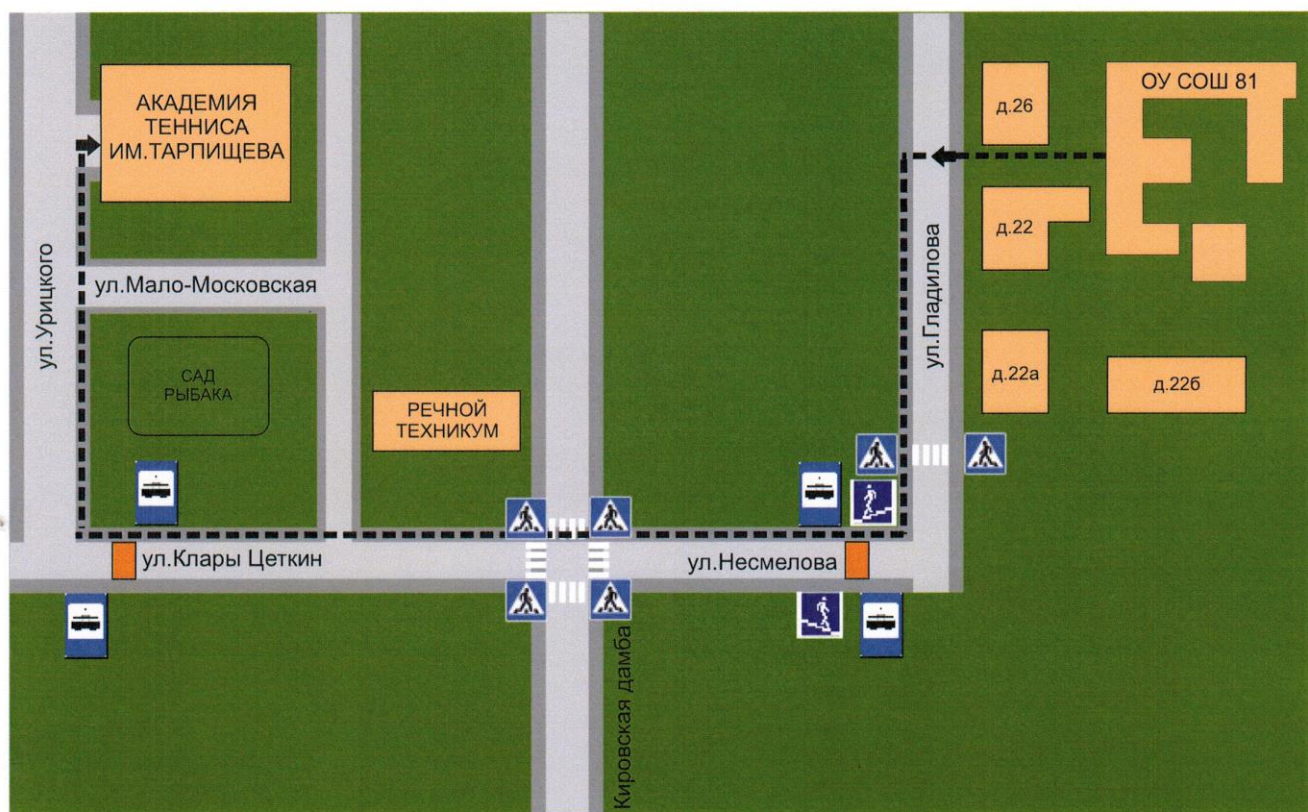 АКАДЕМИЯ
ТЕННИСА
ИМ.ТАРПИЩЕВА
ОУ СОШ 81
д.26
д.22
ул.Урицкого
ул.Мало-Московская
ул.Гладилова
САД
РЫБАКА
РЕЧНОЙ
ТЕХНИКУМ
д.22а
д.22б
ул.Клары Цеткин
ул.Несмелова
Кировская дамба